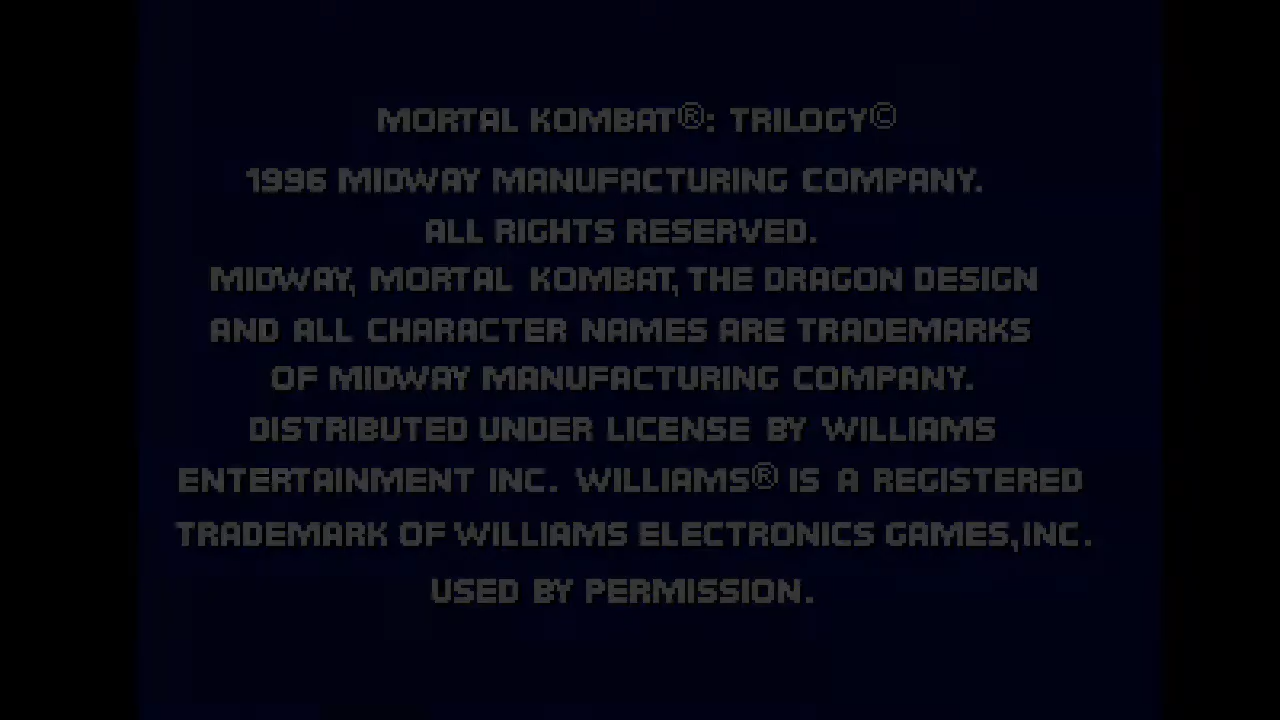 MORTAL KOMBAT®: TRILOGY©
1996 MIDWAY MANUFACTURING COMPANY.
ALL RIGHTS RESERVED.
MIDWAY, MORTAL KOMBAT, THE DRAGON DESIGN
AND ALL CHARACTER NAMES ARE TRADEMARKS
OF MIDWAY MANUFACTURING COMPANY.
DISTRIBUTED UNDER LICENSE BY WILLIAMS
ENTERTAINMENT INC. WILLIAMS® IS A REGISTERED
TRADEMARK OF WILLIAMS ELECTRONICS GAMES,INC.
USED BY PERMISSION.